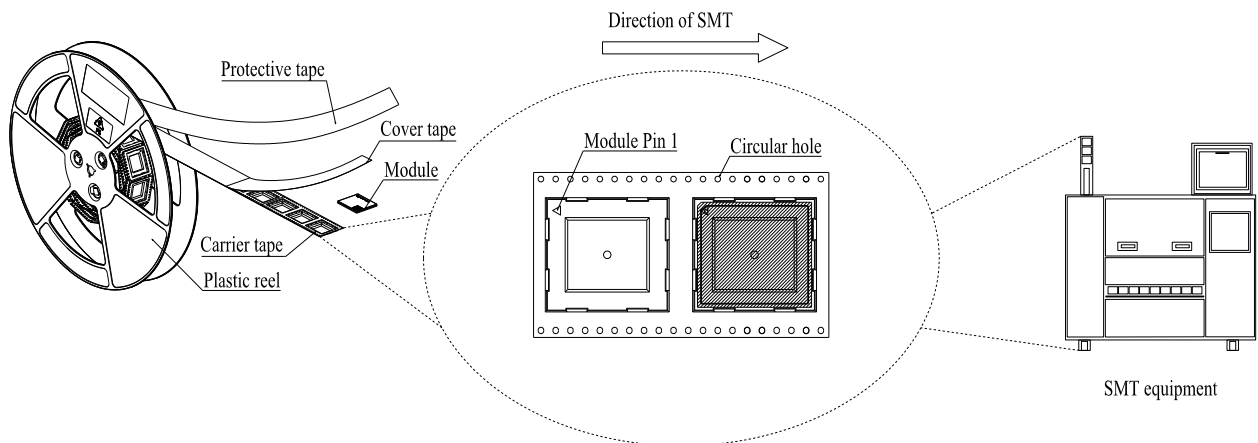 Direction of SMT
Protective tape
Cover tape
Module
Module Pin 1
Circular hole
Carrier tape
Plastic reel
SMT equipment